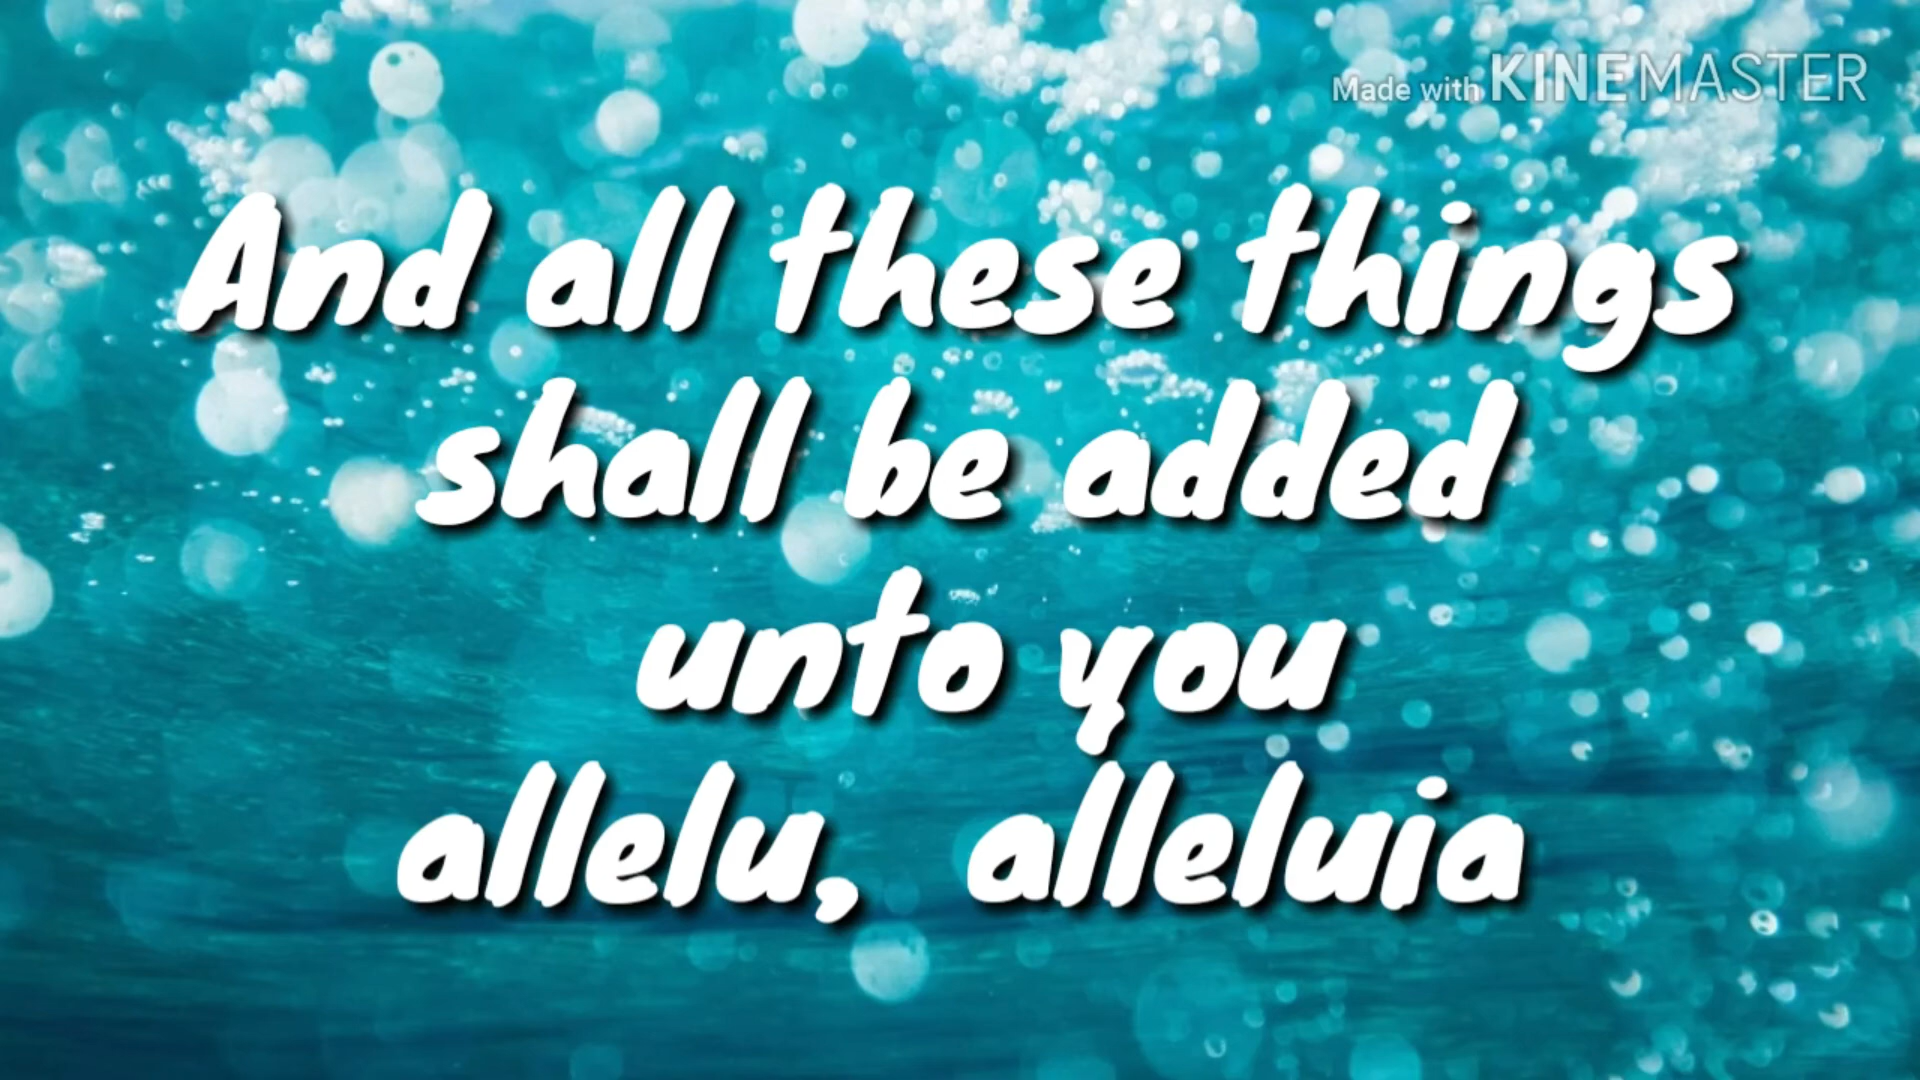 Made with KINEMASTER
And all these things
shall be added
unto you
allelu, alleluia